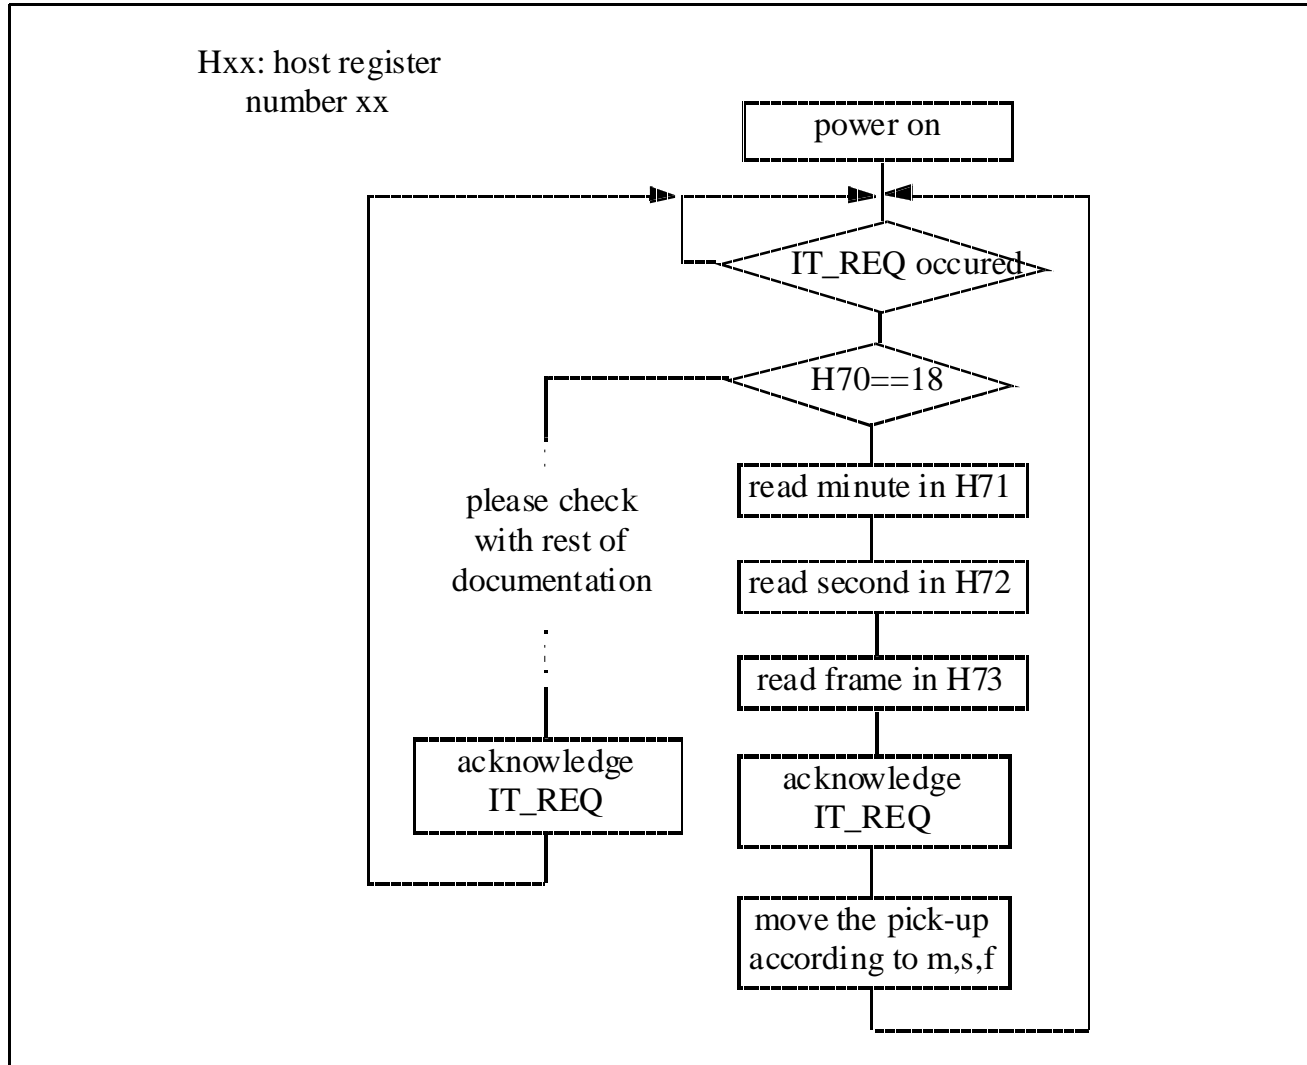 Hxx: host register
number xx
power on
IT_REQ occured
H70==18
read minute in H71
please check
with rest of
documentation
read second in H72
read frame in H73
acknowledge
IT_REQ
acknowledge
IT_REQ
move the pick-up
according to m,s,f